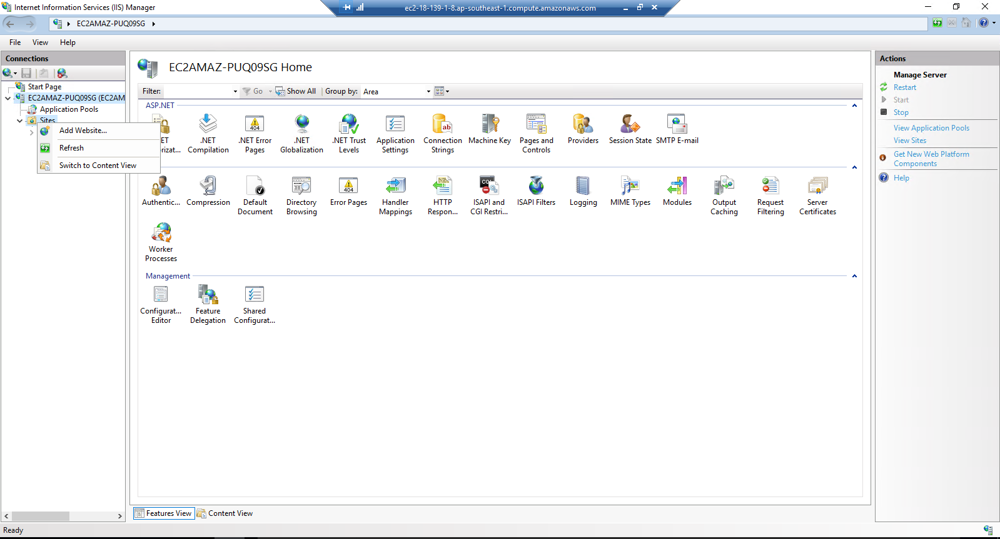 Internet Information Services (IIS) Manager
ec2-18-139-1-8.ap-southeast-1.compute.amazonaws.com
EC2AMAZ-PUQ09SG
File View Help
Connections
Start Page
EC2AMAZ-PUQ09SG (EC2AM
Application Pools
Sites
Add Website...
Refresh
Switch to Content View
EC2AMAZ-PUQ09SG Home
Filter: Go Show All Group by: Area
ASP.NET
ET
orizat...
.NET
Compilation
.NET Error
Pages
.NET
Globalization
.NET Trust
Levels
Application
Settings
Connection
Strings
Machine Key
Pages and
Controls
Providers
Session State
SMTP E-mail
Authentic...
Compression
Default
Document
Directory
Browsing
Error Pages
Handler
Mappings
HTTP
Respon...
ISAPI and
CGI Restri...
ISAPI Filters
Logging
MIME Types
Modules
Output
Caching
Request
Filtering
Server
Certificates
Worker
Processes
Management
Configurat...
Editor
Feature
Delegation
Shared
Configurat...
Features View
Content View
Actions
Manage Server
Restart
Start
Stop
View Application Pools
View Sites
Get New Web Platform
Components
Help
Ready